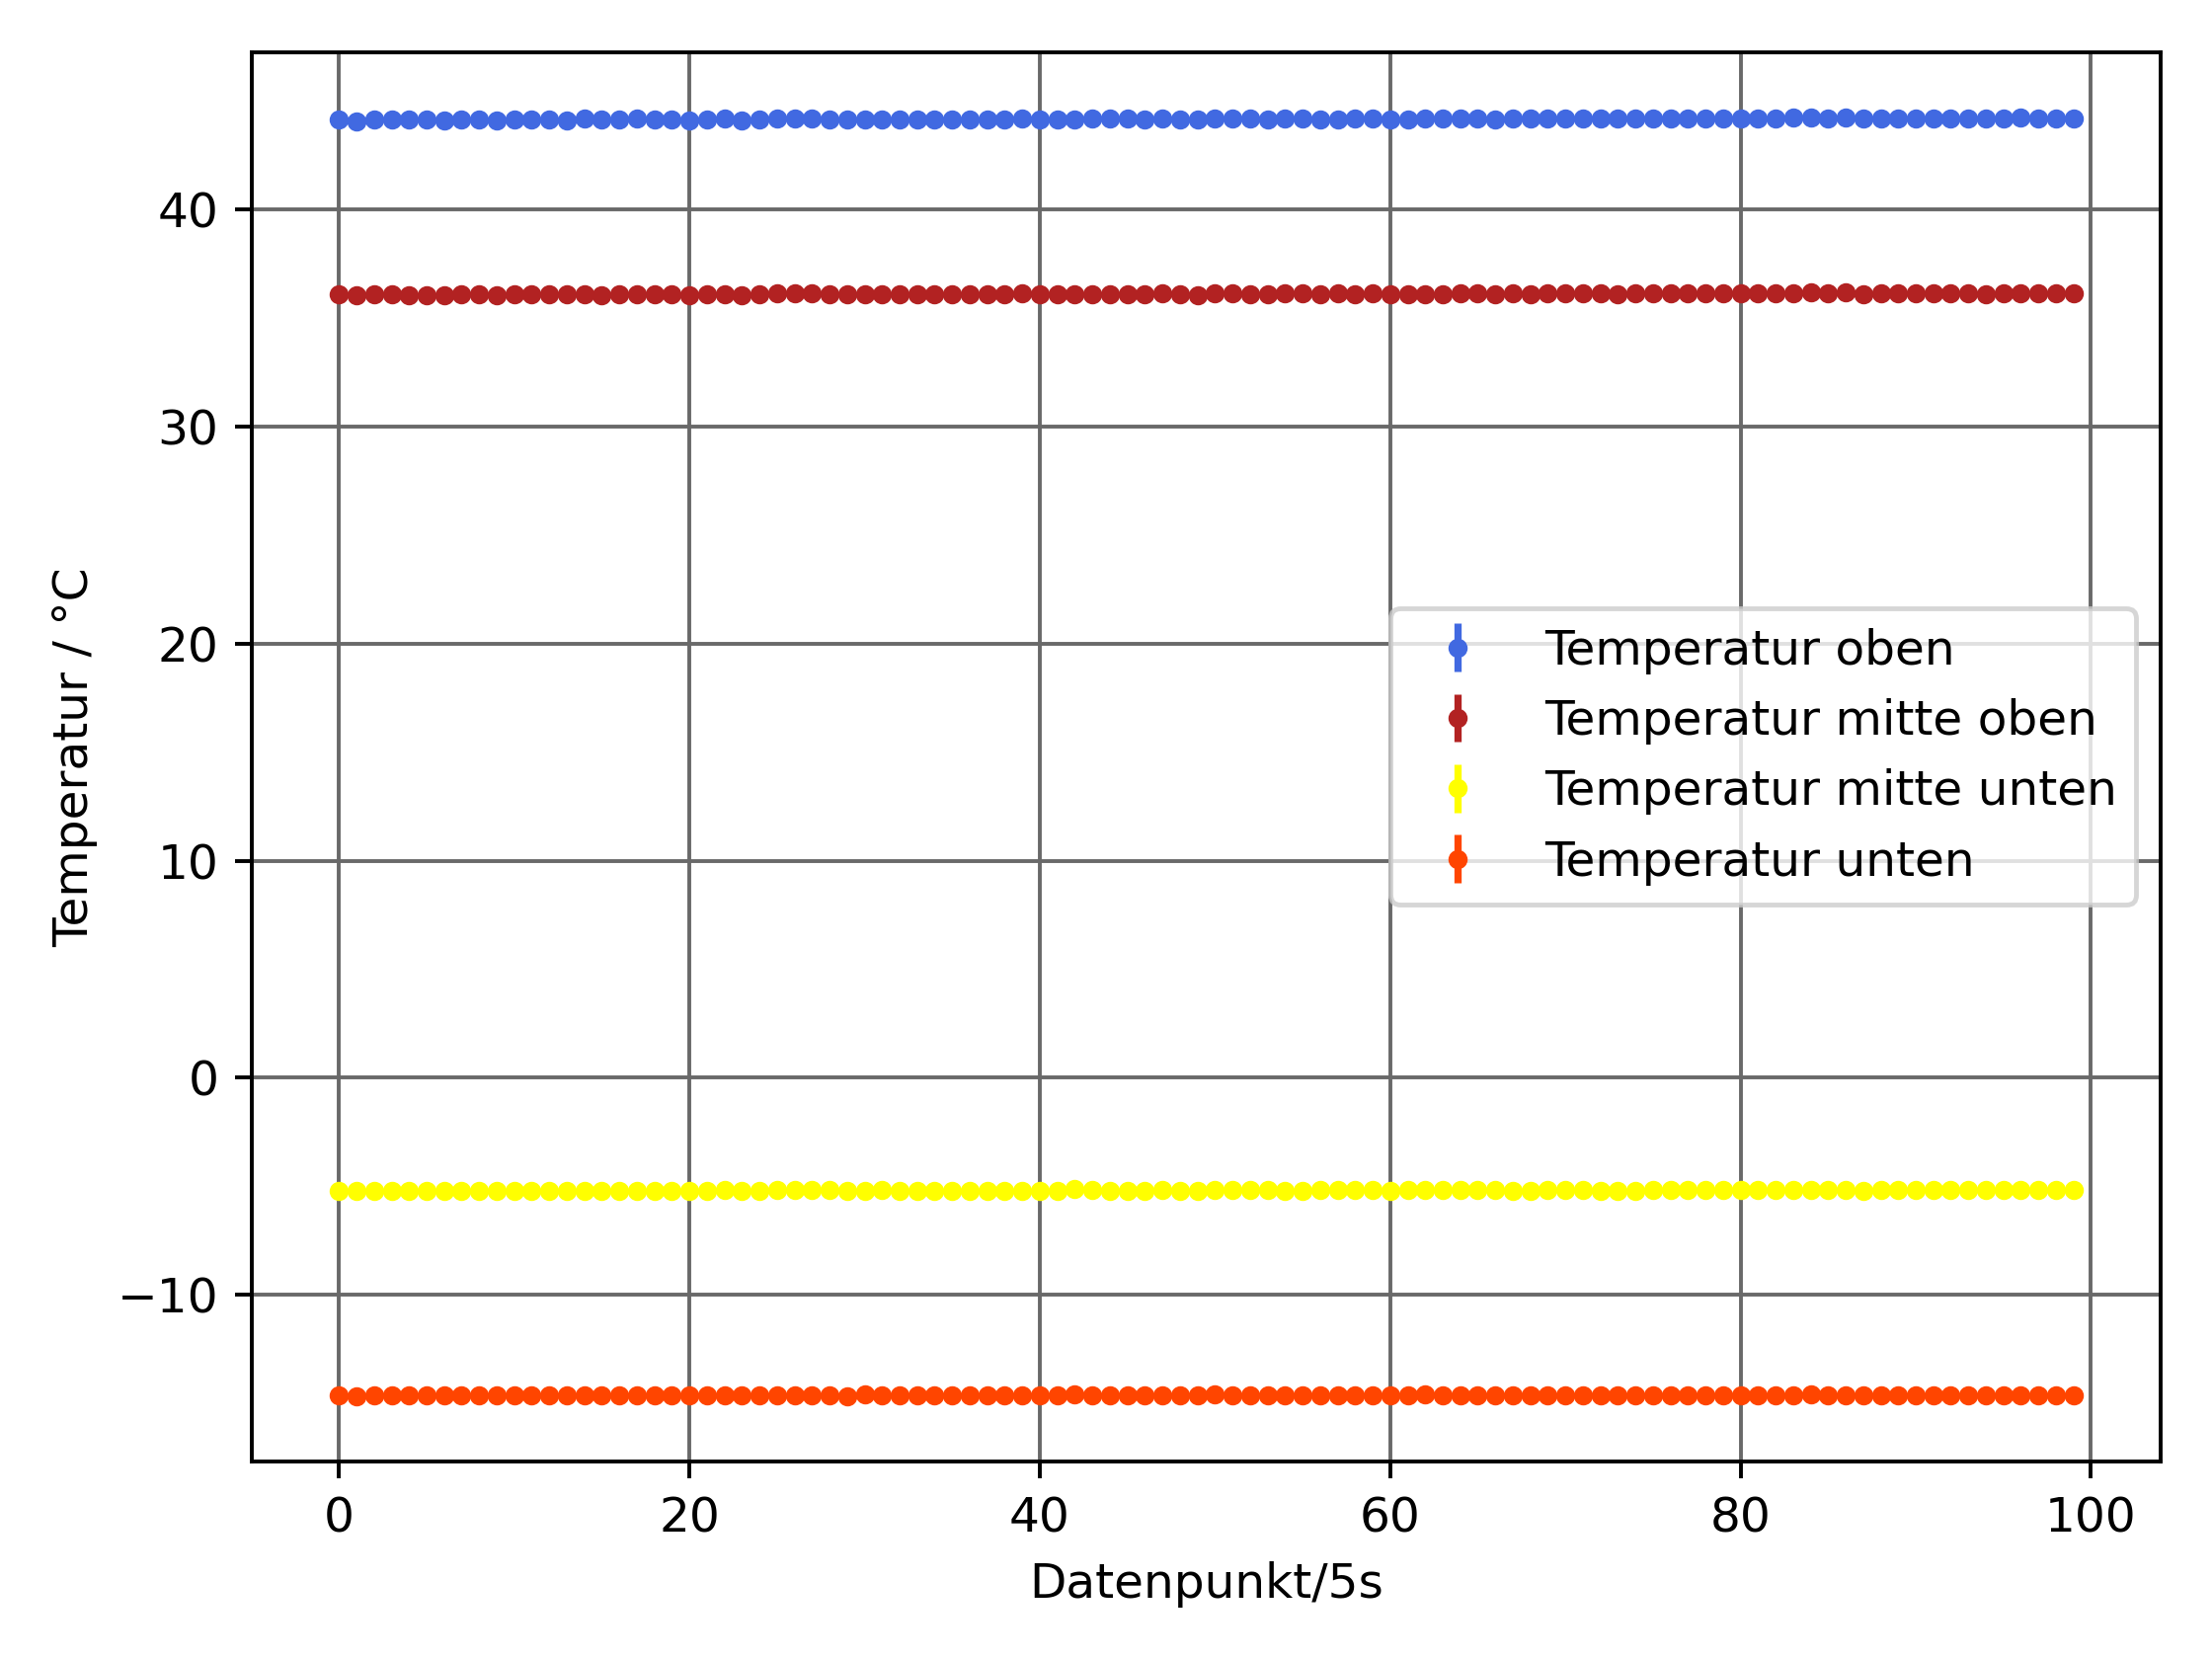 40
30
20
10
0
−10
Temperatur / °C
Temperatur oben
Temperatur mitte oben
Temperatur mitte unten
Temperatur unten
0 20 40 60 80 100
Datenpunkt/5s